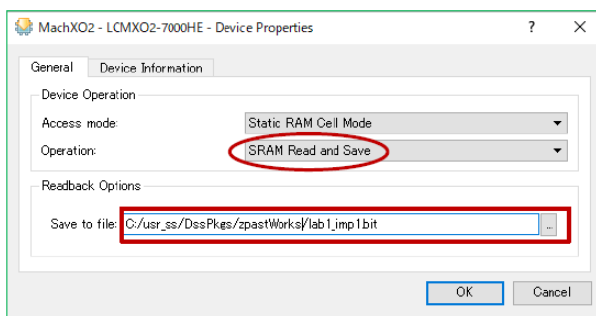 MachXO2 - LCMXO2-7000HE - Device Properties ? ×
General Device Information
Device Operation
Access mode: Static RAM Cell Mode
Operation: SRAM Read and Save
Readback Options
Save to file: C:/usr_ss/DssPkgs/zpastWorks/lab1_imp1.bit ...
OK Cancel